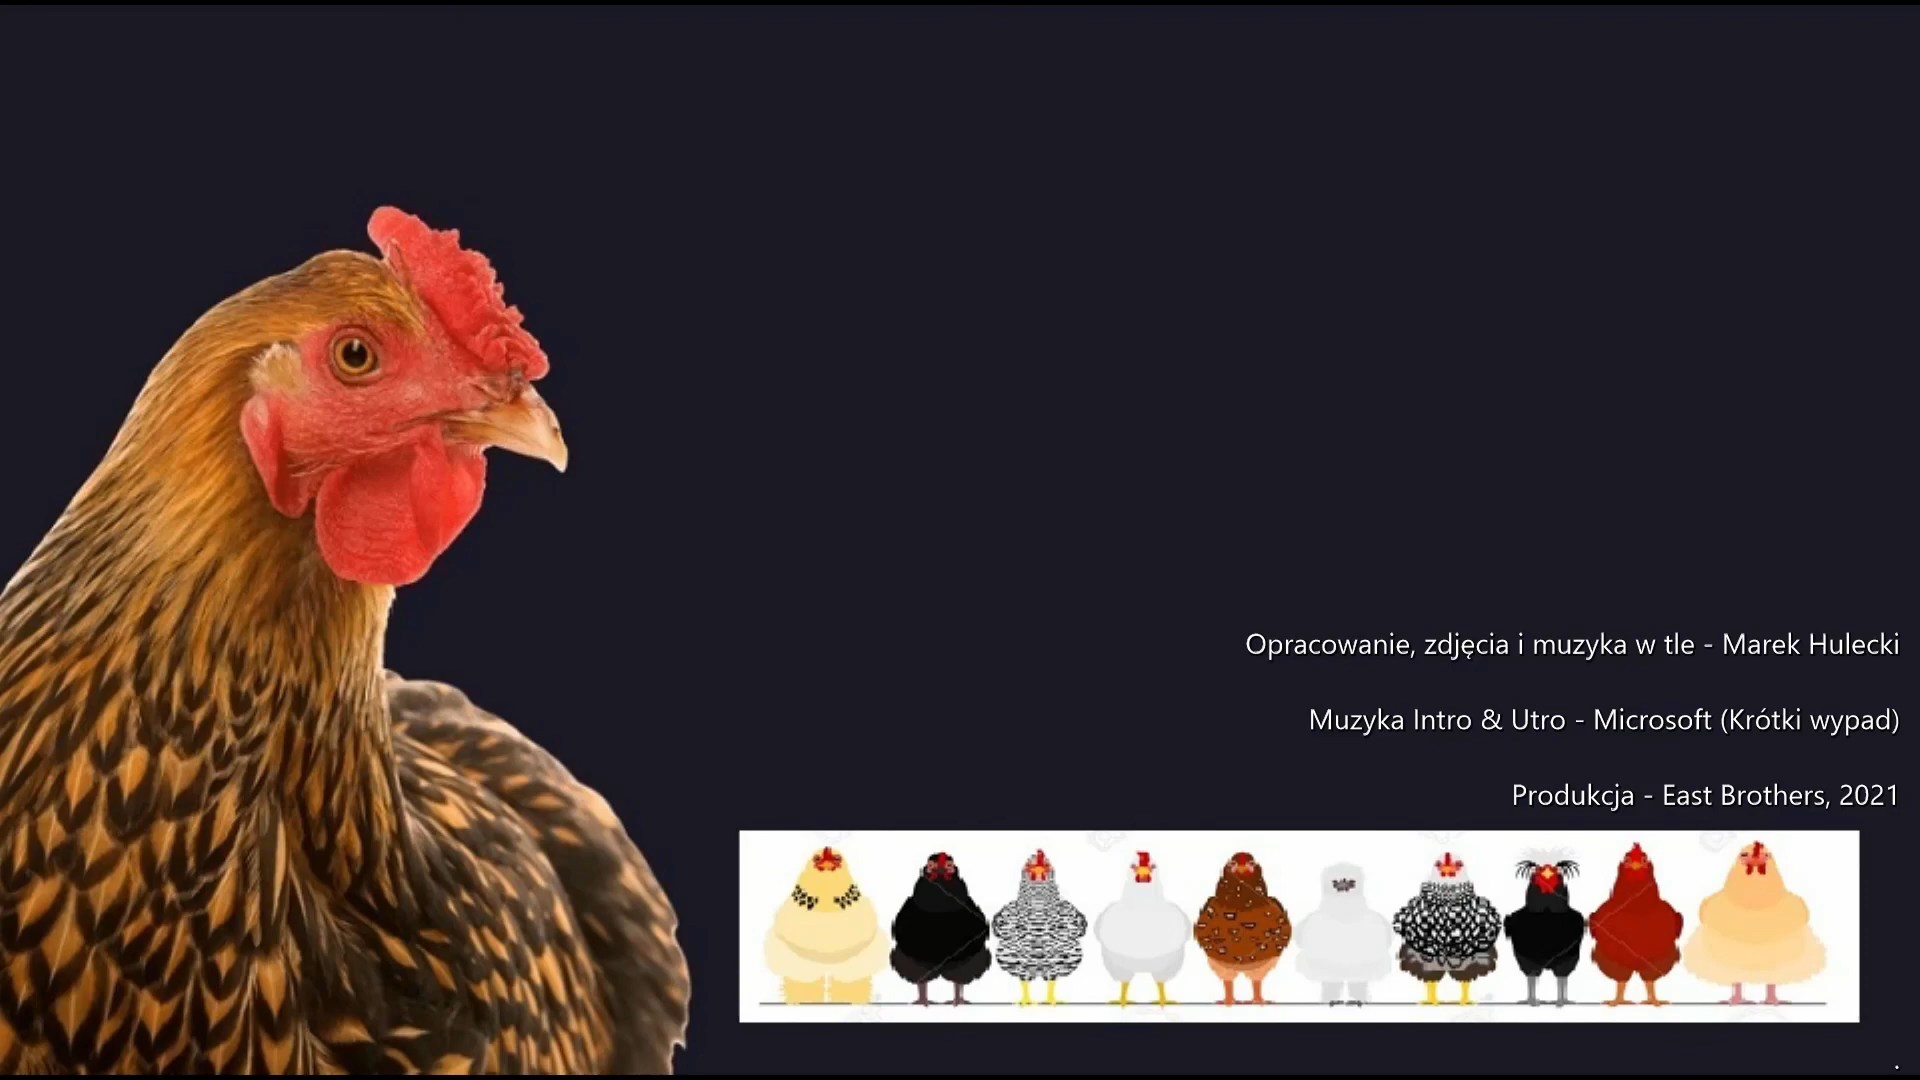 Opracowanie, zdjęcia i muzyka w tle - Marek Hulecki
Muzyka Intro & Utro - Microsoft (Krótki wypad)
Produkcja - East Brothers, 2021
.